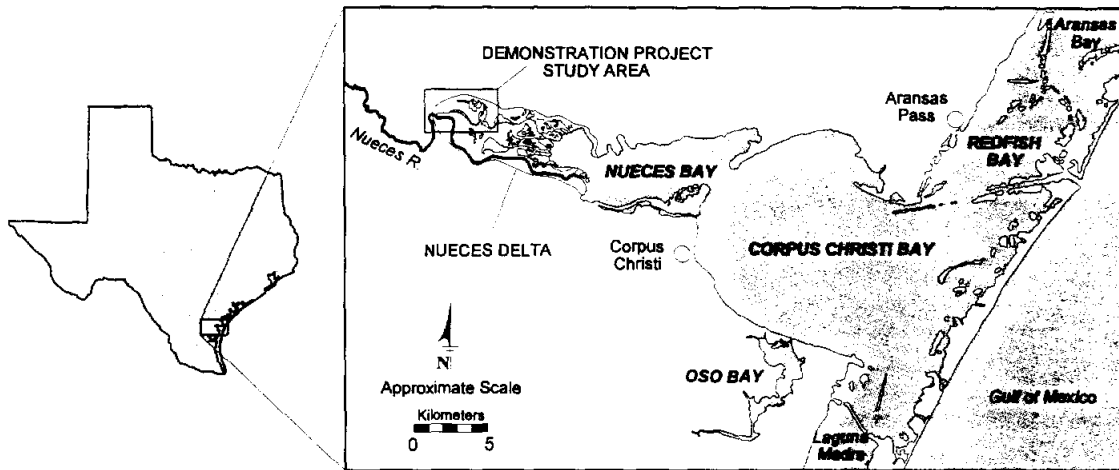 DEMONSTRATION PROJECT
STUDY AREA
Aransas
Bay
Aransas
Pass
REDFISH
BAY
Nueces R.
NUECES BAY
NUECES DELTA
Corpus
Christi
CORPUS CHRISTI BAY
N
Approximate Scale
Kilometers
0 5
OSO BAY
Gulf of Mexico
Laguna
Madre